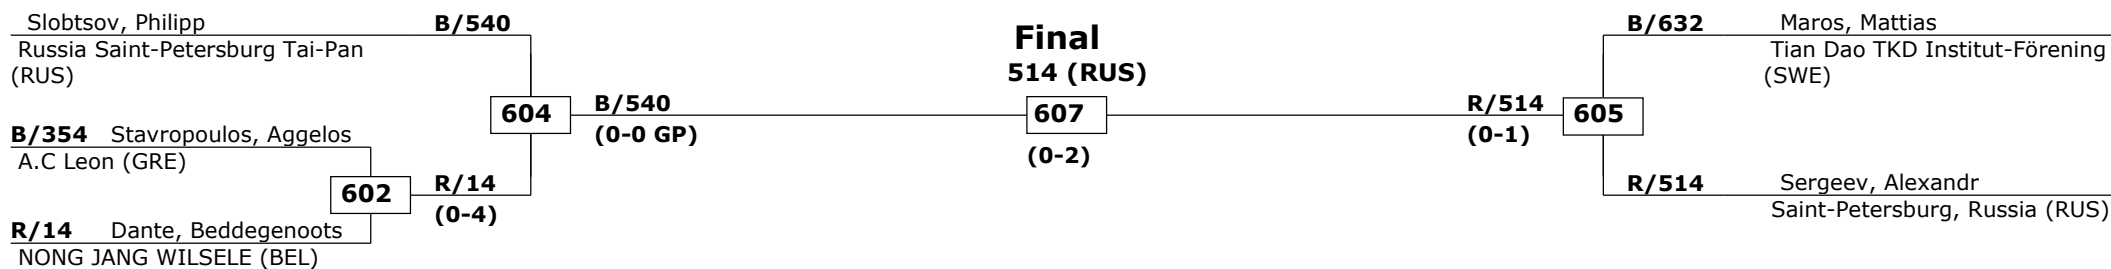 Slobtsov, Philipp
B/540
Russia Saint-Petersburg Tai-Pan
(RUS)
604
B/540
(0-0 GP)
B/354 Stavropoulos, Aggelos
A.C Leon (GRE)
602
R/14
(0-4)
R/14 Dante, Beddegenoots
NONG JANG WILSELE (BEL)
Final
514 (RUS)
607
(0-2)
B/632 Maros, Mattias
Tian Dao TKD Institut-Förening
(SWE)
R/514
(0-1)
605
R/514 Sergeev, Alexandr
Saint-Petersburg, Russia (RUS)